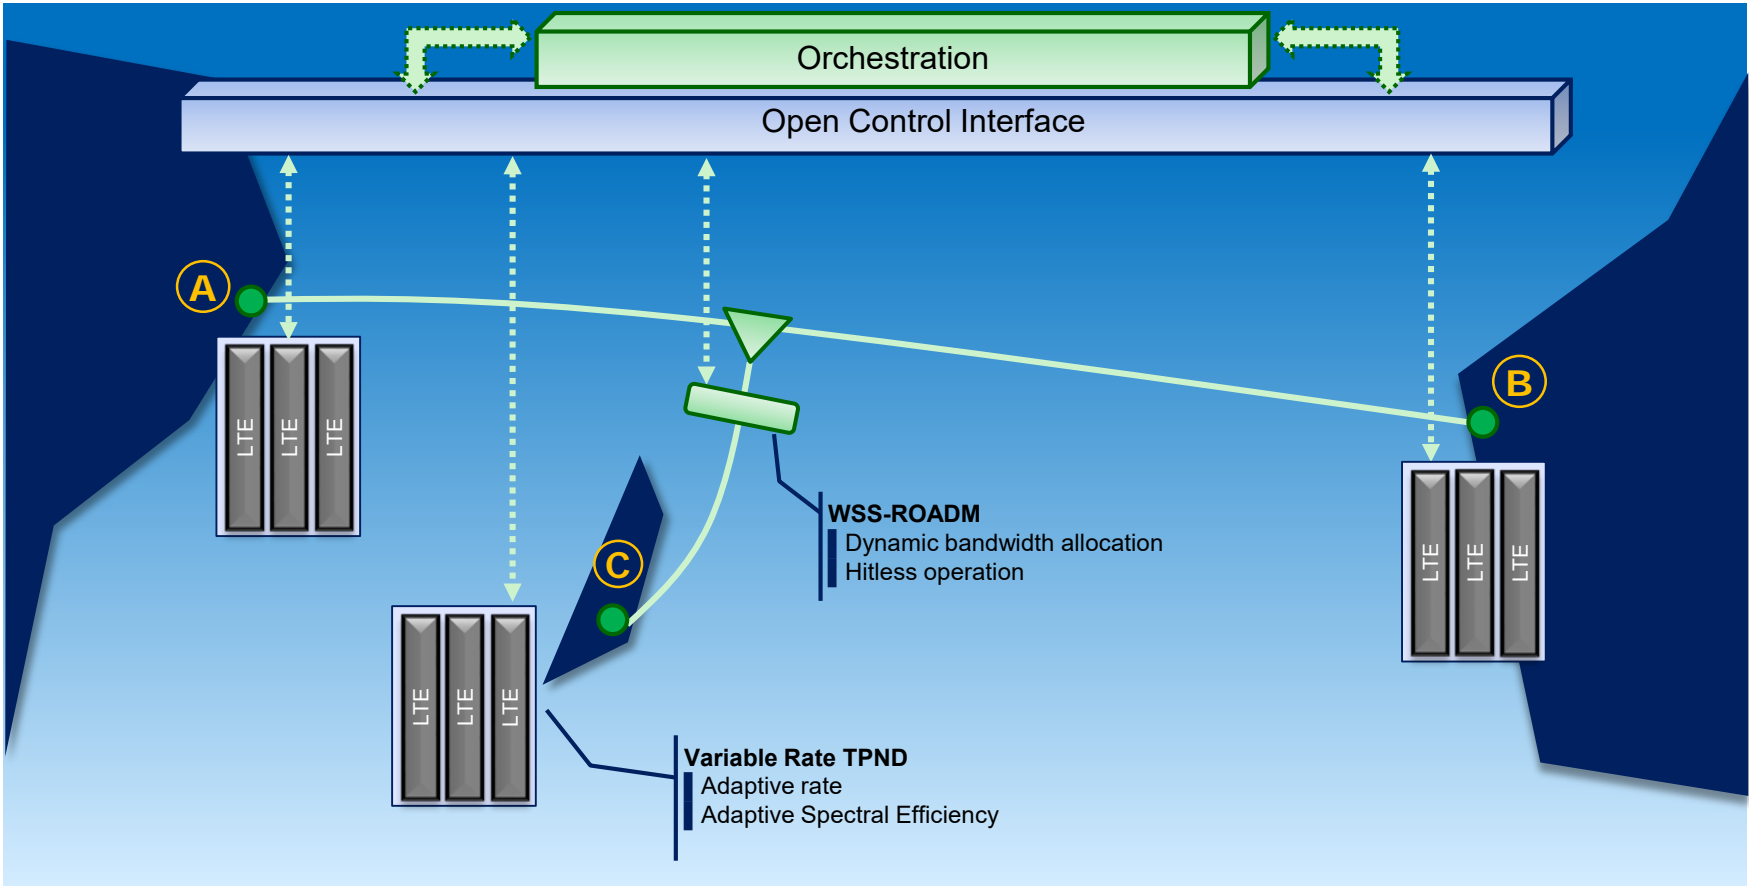 Orchestration
Open Control Interface
A
B
LTE
LTE
LTE
C
WSS-ROADM
Dynamic bandwidth allocation
Hitless operation
LTE
LTE
LTE
LTE
LTE
LTE
Variable Rate TPND
Adaptive rate
Adaptive Spectral Efficiency